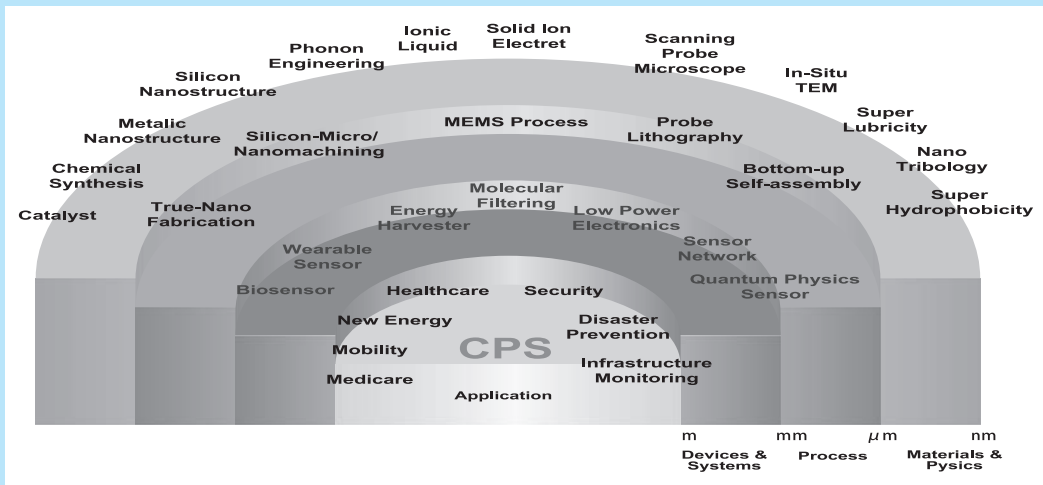 Ionic
Liquid
Solid Ion
Electret
Phonon
Engineering
Scanning
Probe
Microscope
In-Situ
TEM
Silicon
Nanostructure
Super
Lubricity
Metalic
Nanostructure
Silicon-Micro/
Nanomachining
MEMS Process
Probe
Lithography
Nano
Tribology
Chemical
Synthesis
Bottom-up
Self-assembly
Super
Hydrophobicity
Catalyst
True-Nano
Fabrication
Molecular
Filtering
Energy
Harvester
Low Power
Electronics
Wearable
Sensor
Sensor
Network
Biosensor
Quantum Physics
Sensor
Healthcare
Security
New Energy
Disaster
Prevention
CPS
Mobility
Infrastructure
Monitoring
Medicare
Application
m
mm
μm
nm
Devices &
Systems
Process
Materials &
Pysics